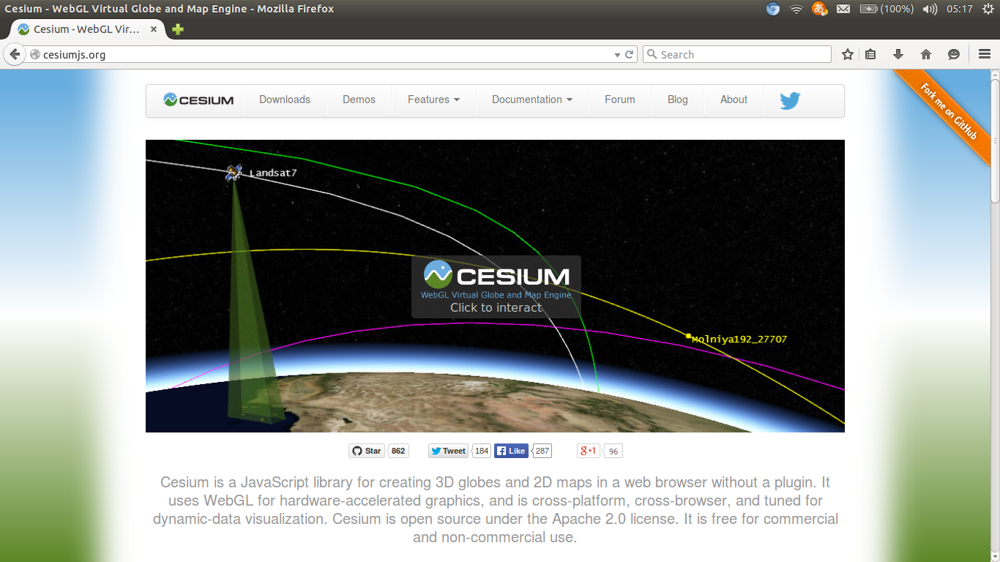 Cesium - WebGL Virtual Globe and Map Engine - Mozilla Firefox
あ
(100%)
05:17
Cesium - WebGL Vir...
cesiumjs.org
Search
CESIUM
Downloads
Demos
Features
Documentation
Forum
Blog
About
Fork me on GitHub
Landsat7
CESIUM
WebGL Virtual Globe and Map Engine
Click to interact
Molniya192_27707
Star
862
Tweet
184
Like
287
g+1
96
Cesium is a JavaScript library for creating 3D globes and 2D maps in a web browser without a plugin. It
uses WebGL for hardware-accelerated graphics, and is cross-platform, cross-browser, and tuned for
dynamic-data visualization. Cesium is open source under the Apache 2.0 license. It is free for commercial
and non-commercial use.